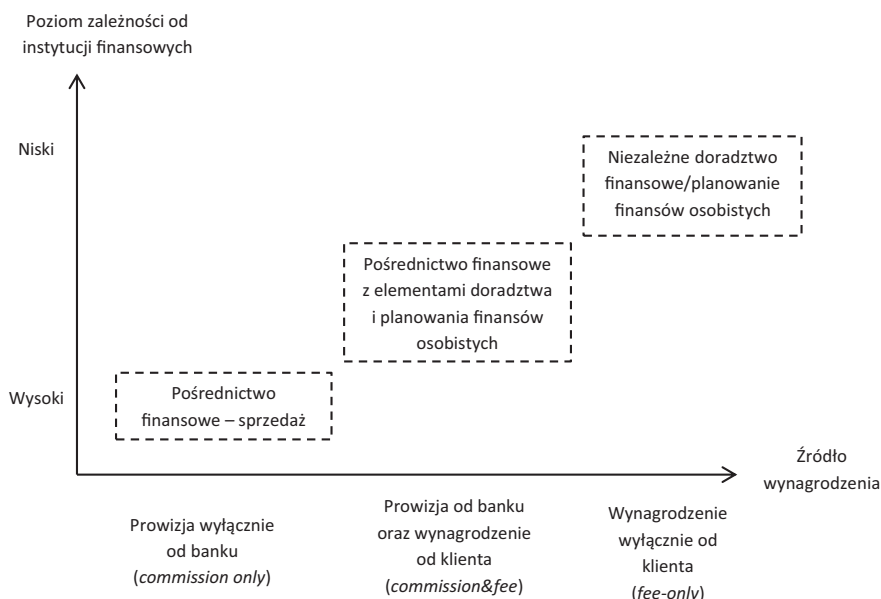 Poziom zależności od
instytucji finansowych
Niski
Niezależne doradztwo
finansowe/planowanie
finansów osobistych
Pośrednictwo finansowe
z elementami doradztwa
i planowania finansów
osobistych
Wysoki
Pośrednictwo
finansowe – sprzedaż
Źródło
wynagrodzenia
Prowizja wyłącznie
od banku
(commission only)
Prowizja od banku
oraz wynagrodzenie
od klienta
(commission&fee)
Wynagrodzenie
wyłącznie od
klienta
(fee-only)